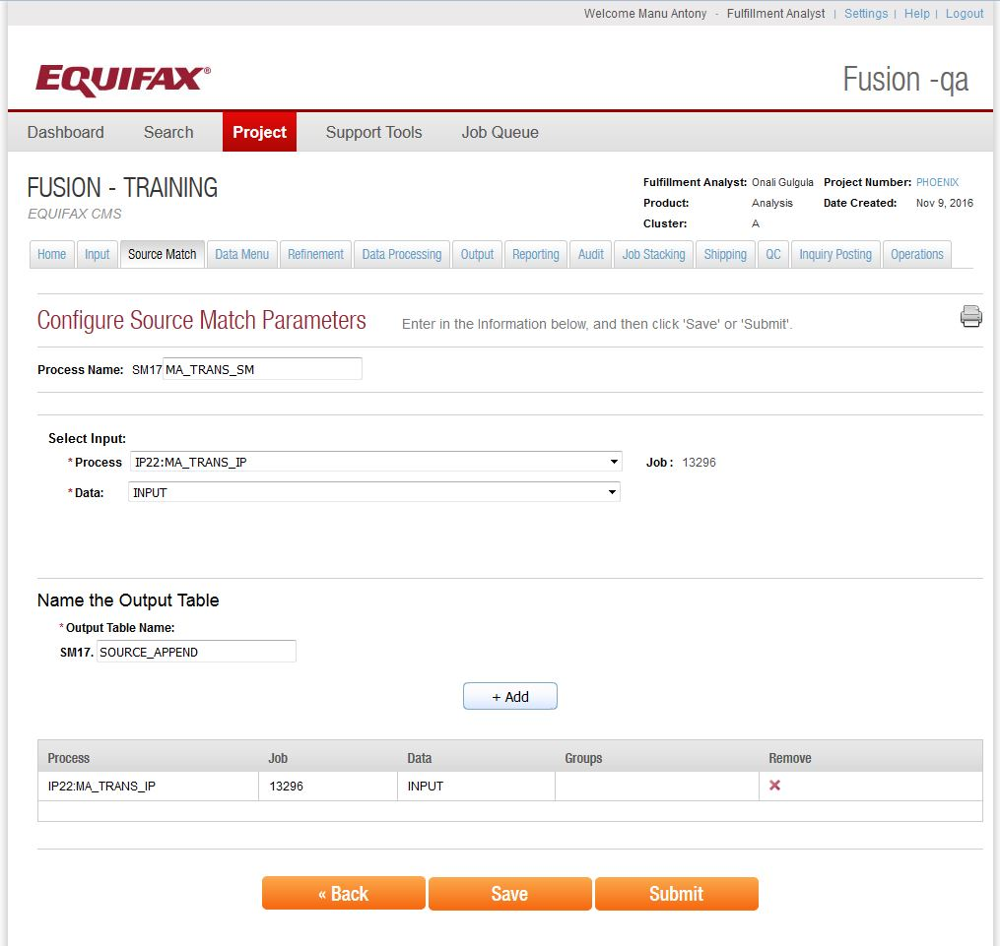 Welcome Manu Antony - Fulfillment Analyst | Settings | Help | Logout
EQUIFAX®
Fusion -qa
Dashboard Search Project Support Tools Job Queue
FUSION - TRAINING
EQUIFAX CMS
Fulfillment Analyst: Onali Gulgula Project Number: PHOENIX
Product: Analysis Date Created: Nov 9, 2016
Cluster: A
Home Input Source Match Data Menu Refinement Data Processing Output Reporting Audit Job Stacking Shipping QC Inquiry Posting Operations
Configure Source Match Parameters Enter in the Information below, and then click 'Save' or 'Submit'.
Process Name: SM17 MA_TRANS_SM
Select Input:
* Process IP22:MA_TRANS_IP Job : 13296
* Data: INPUT
Name the Output Table
* Output Table Name:
SM17. SOURCE_APPEND
+ Add
Process Job Data Groups Remove
IP22:MA_TRANS_IP 13296 INPUT
« Back Save Submit